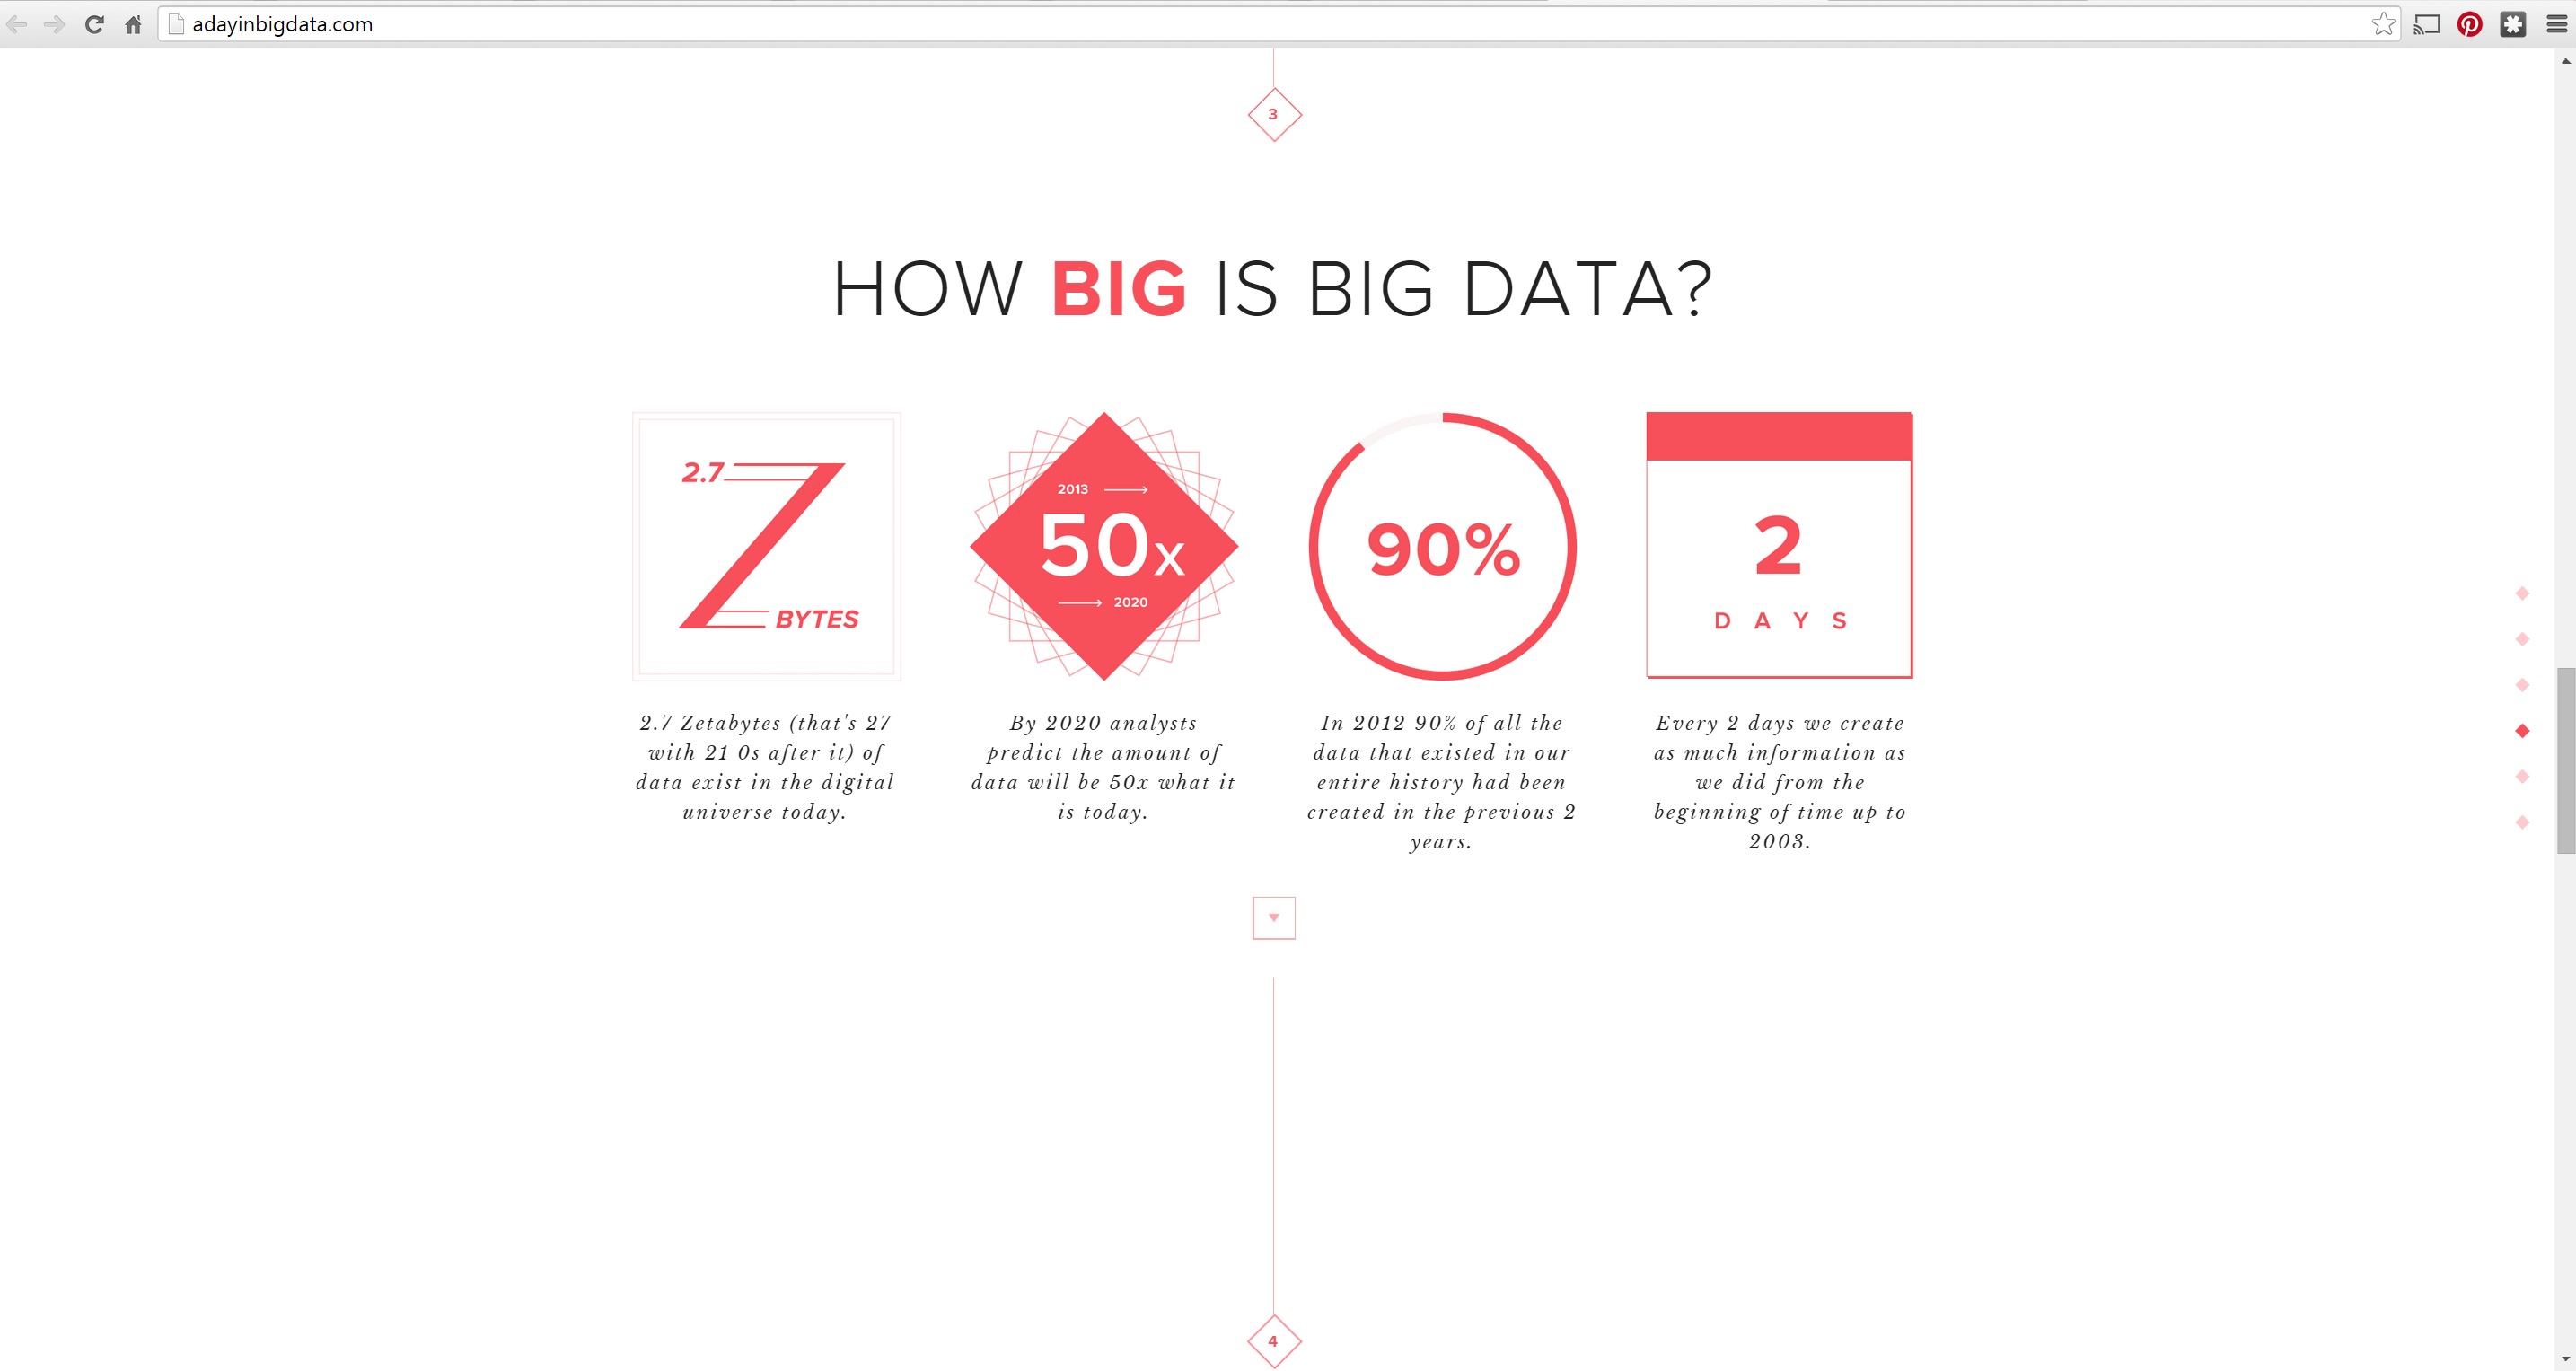 adayinbigdata.com
3
HOW BIG IS BIG DATA?
2.7
BYTES
2.7 Zetabytes (that's 27
with 21 0s after it) of
data exist in the digital
universe today.
2013
50x
2020
By 2020 analysts
predict the amount of
data will be 50x what it
is today.
90%
In 2012 90% of all the
data that existed in our
entire history had been
created in the previous 2
years.
2
DAYS
Every 2 days we create
as much information as
we did from the
beginning of time up to
2003.
4